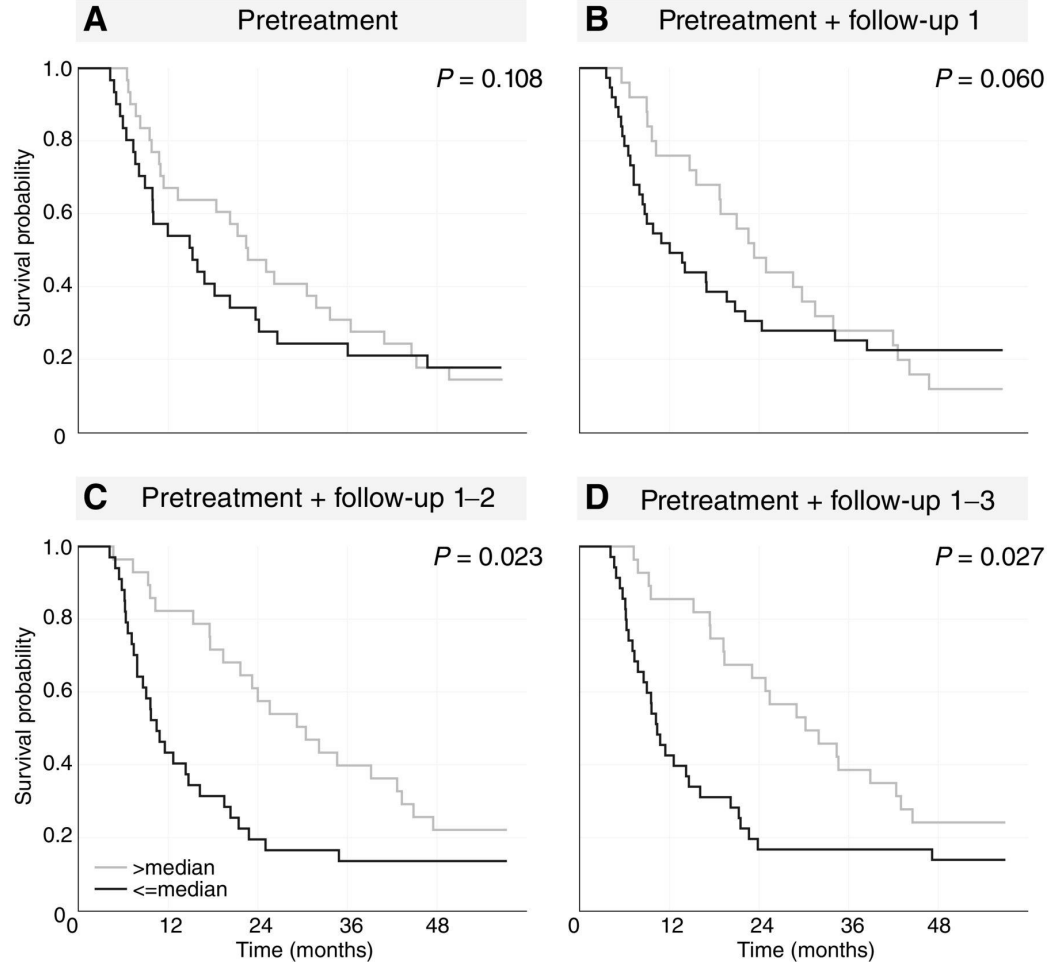 A Pretreatment
B Pretreatment + follow-up 1
1.0
P = 0.108
P = 0.060
0.8
0.6
0.4
0.2
0
Survival probability
C Pretreatment + follow-up 1–2
D Pretreatment + follow-up 1–3
1.0
P = 0.023
P = 0.027
0.8
0.6
0.4
0.2
0
Survival probability
>median
<=median
0 12 24 36 48
0 12 24 36 48
Time (months)
Time (months)